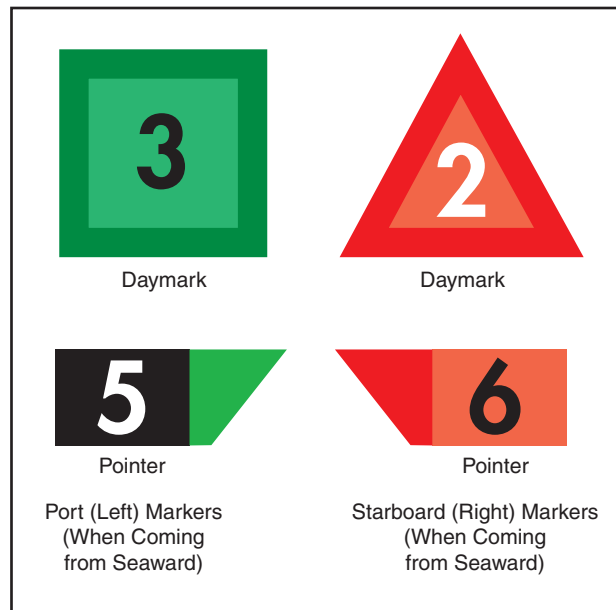 3
2
Daymark
Daymark
5
6
Pointer
Pointer
Port (Left) Markers
(When Coming
from Seaward)
Starboard (Right) Markers
(When Coming
from Seaward)